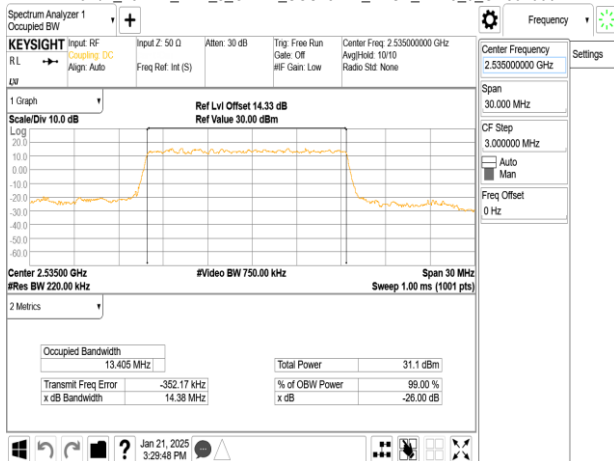 Spectrum Analyzer 1
Occupied BW
Frequency
KEYSIGHT
RL
LXI
Input: RF
Coupling: DC
Align: Auto
Input Z: 50 Ω
Freq Ref: Int (S)
Atten: 30 dB
Trig: Free Run
Gate: Off
#IF Gain: Low
Center Freq: 2.535000000 GHz
Avg|Hold: 10/10
Radio Std: None
Center Frequency
2.535000000 GHz
Settings
Span
30.000 MHz
CF Step
3.000000 MHz
Auto
Man
Freq Offset
0 Hz
1 Graph
Scale/Div 10.0 dB
Ref Lvl Offset 14.33 dB
Ref Value 30.00 dBm
Log
20.0
10.0
0.00
-10.0
-20.0
-30.0
-40.0
-50.0
-60.0
Center 2.53500 GHz
#Video BW 750.00 kHz
Span 30 MHz
#Res BW 220.00 kHz
Sweep 1.00 ms (1001 pts)
2 Metrics
Occupied Bandwidth
13.405 MHz
Total Power 31.1 dBm
Transmit Freq Error -352.17 kHz
% of OBW Power 99.00 %
x dB Bandwidth 14.38 MHz
x dB -26.00 dB
Jan 21, 2025
3:29:48 PM